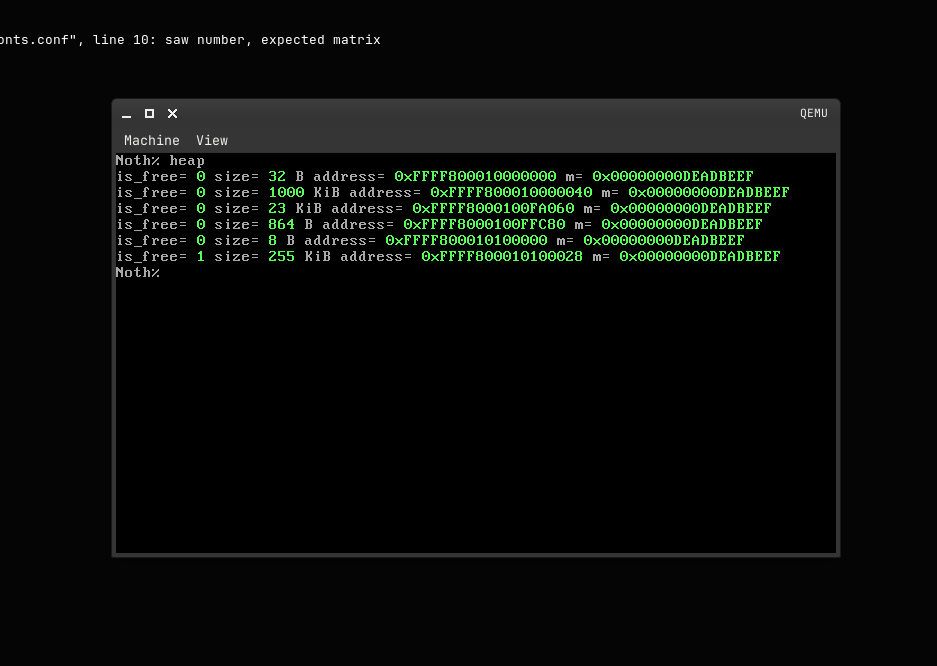 onts.conf", line 10: saw number, expected matrix
QEMU
Machine View
Noth% heap
is_free= 0 size= 32 B address= 0xFFFF800010000000 m= 0x00000000DEADBEEF
is_free= 0 size= 1000 KiB address= 0xFFFF800010000040 m= 0x00000000DEADBEEF
is_free= 0 size= 23 KiB address= 0xFFFF8000100FA060 m= 0x00000000DEADBEEF
is_free= 0 size= 864 B address= 0xFFFF8000100FFC80 m= 0x00000000DEADBEEF
is_free= 0 size= 8 B address= 0xFFFF800010100000 m= 0x00000000DEADBEEF
is_free= 1 size= 255 KiB address= 0xFFFF800010100028 m= 0x00000000DEADBEEF
Noth%